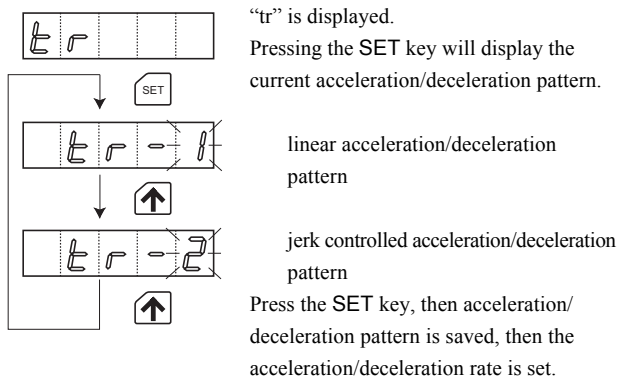 tr
“tr” is displayed.
Pressing the SET key will display the
current acceleration/deceleration pattern.
SET
tr-1
linear acceleration/deceleration
pattern
tr-2
jerk controlled acceleration/deceleration
pattern
Press the SET key, then acceleration/
deceleration pattern is saved, then the
acceleration/deceleration rate is set.